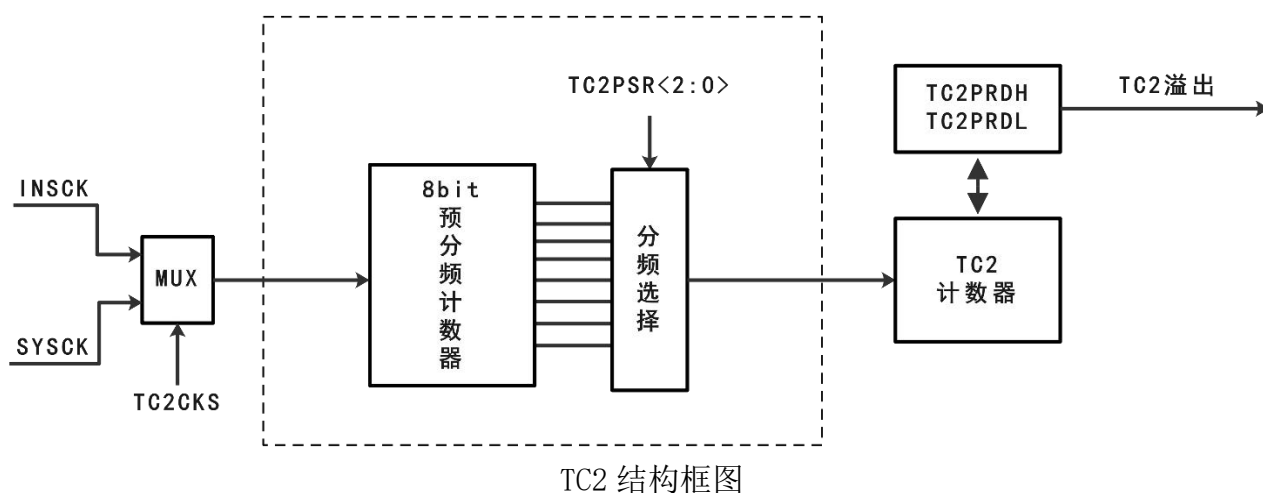 TC2PSR<2:0>
TC2PRDH
TC2PRDL
TC2溢出
INSCK
8bit
预
分
频
计
数
器
分
频
选
择
MUX
TC2
计数器
SYSCK
TC2CKS
TC2 结构框图